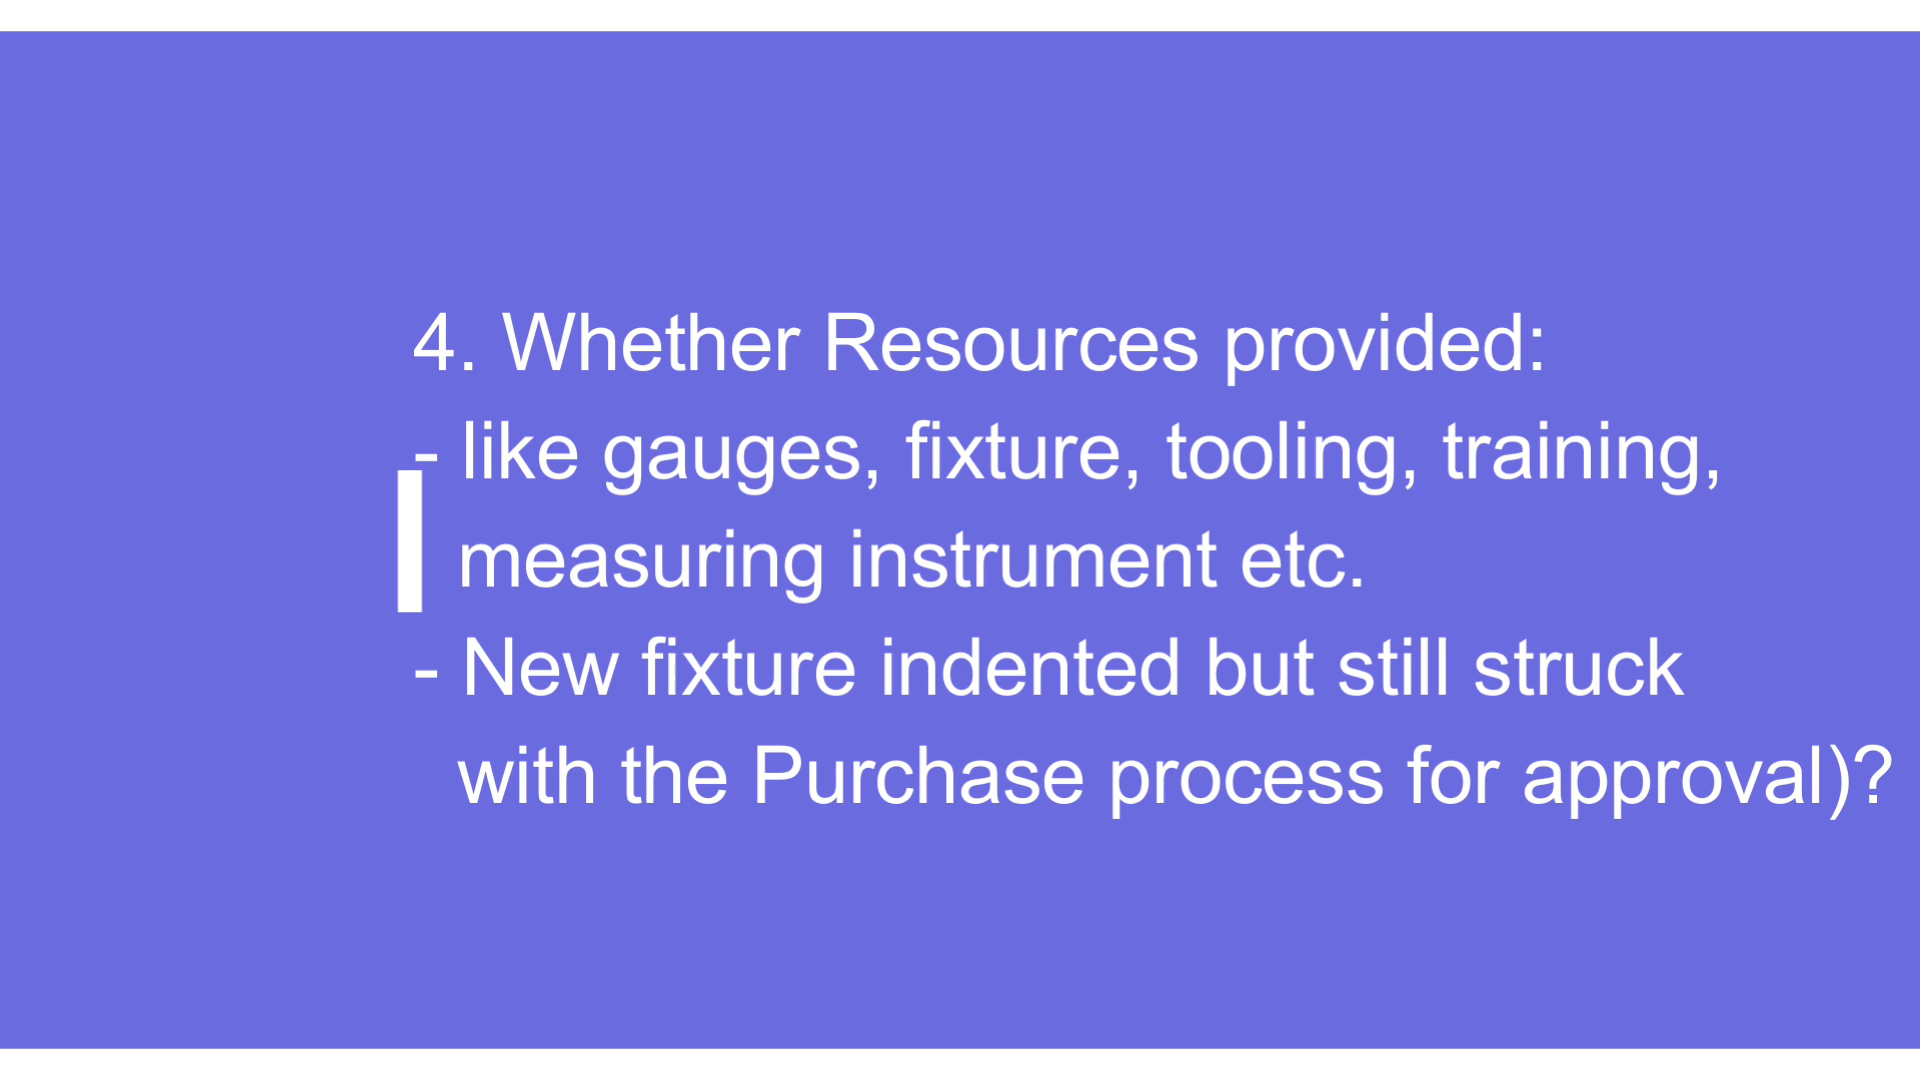 4. Whether Resources provided:
- like gauges, fixture, tooling, training,
measuring instrument etc.
- New fixture indented but still struck
with the Purchase process for approval)?